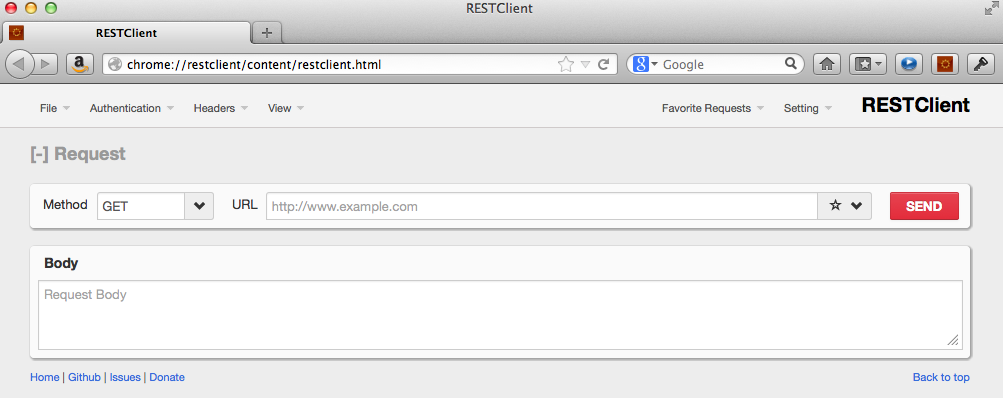 RESTClient
RESTClient
chrome://restclient/content/restclient.html
Google
File Authentication Headers View Favorite Requests Setting RESTClient
[-] Request
Method GET URL http://www.example.com SEND
Body
Request Body
Home | Github | Issues | Donate Back to top